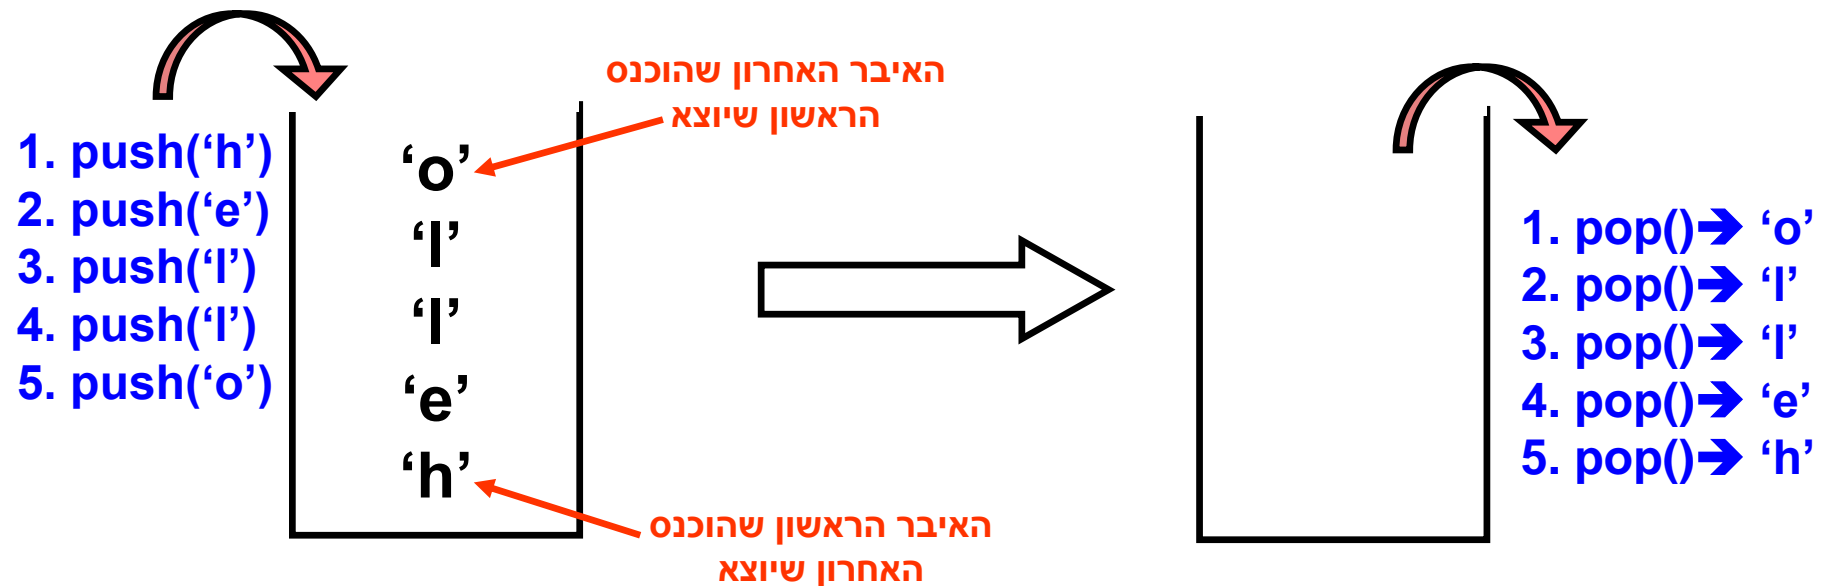 1. push(‘h’)
2. push(‘e’)
3. push(‘l’)
4. push(‘l’)
5. push(‘o’)
‘o’
‘l’
‘l’
‘e’
‘h’
האיבר האחרון שהוכנס
הראשון שיוצא
האיבר הראשון שהוכנס
האחרון שיוצא
1. pop()➔ ‘o’
2. pop()➔ ‘l’
3. pop()➔ ‘l’
4. pop()➔ ‘e’
5. pop()➔ ‘h’